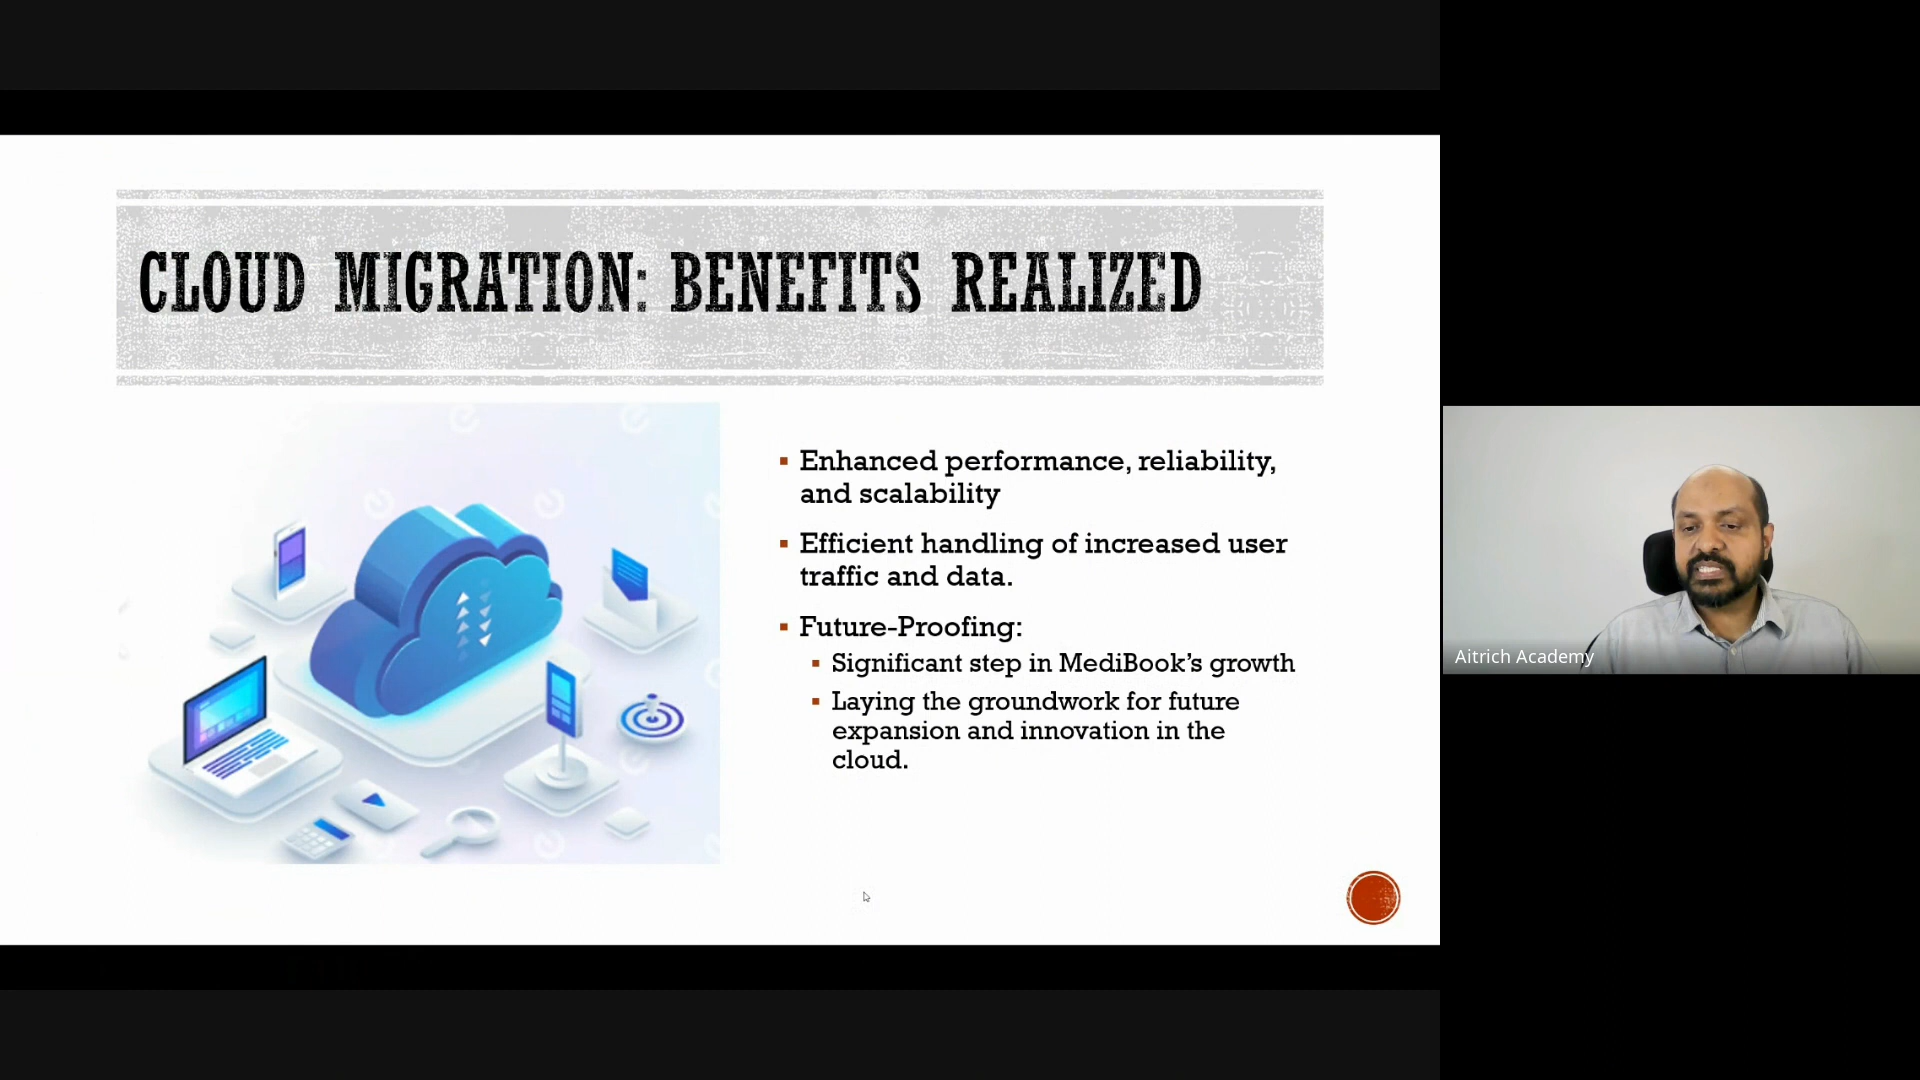 CLOUD MIGRATION: BENEFITS REALIZED
▪ Enhanced performance, reliability,
and scalability
▪ Efficient handling of increased user
traffic and data.
▪ Future-Proofing:
▪ Significant step in MediBook's growth
▪ Laying the groundwork for future
expansion and innovation in the
cloud.
Aitrich Academy